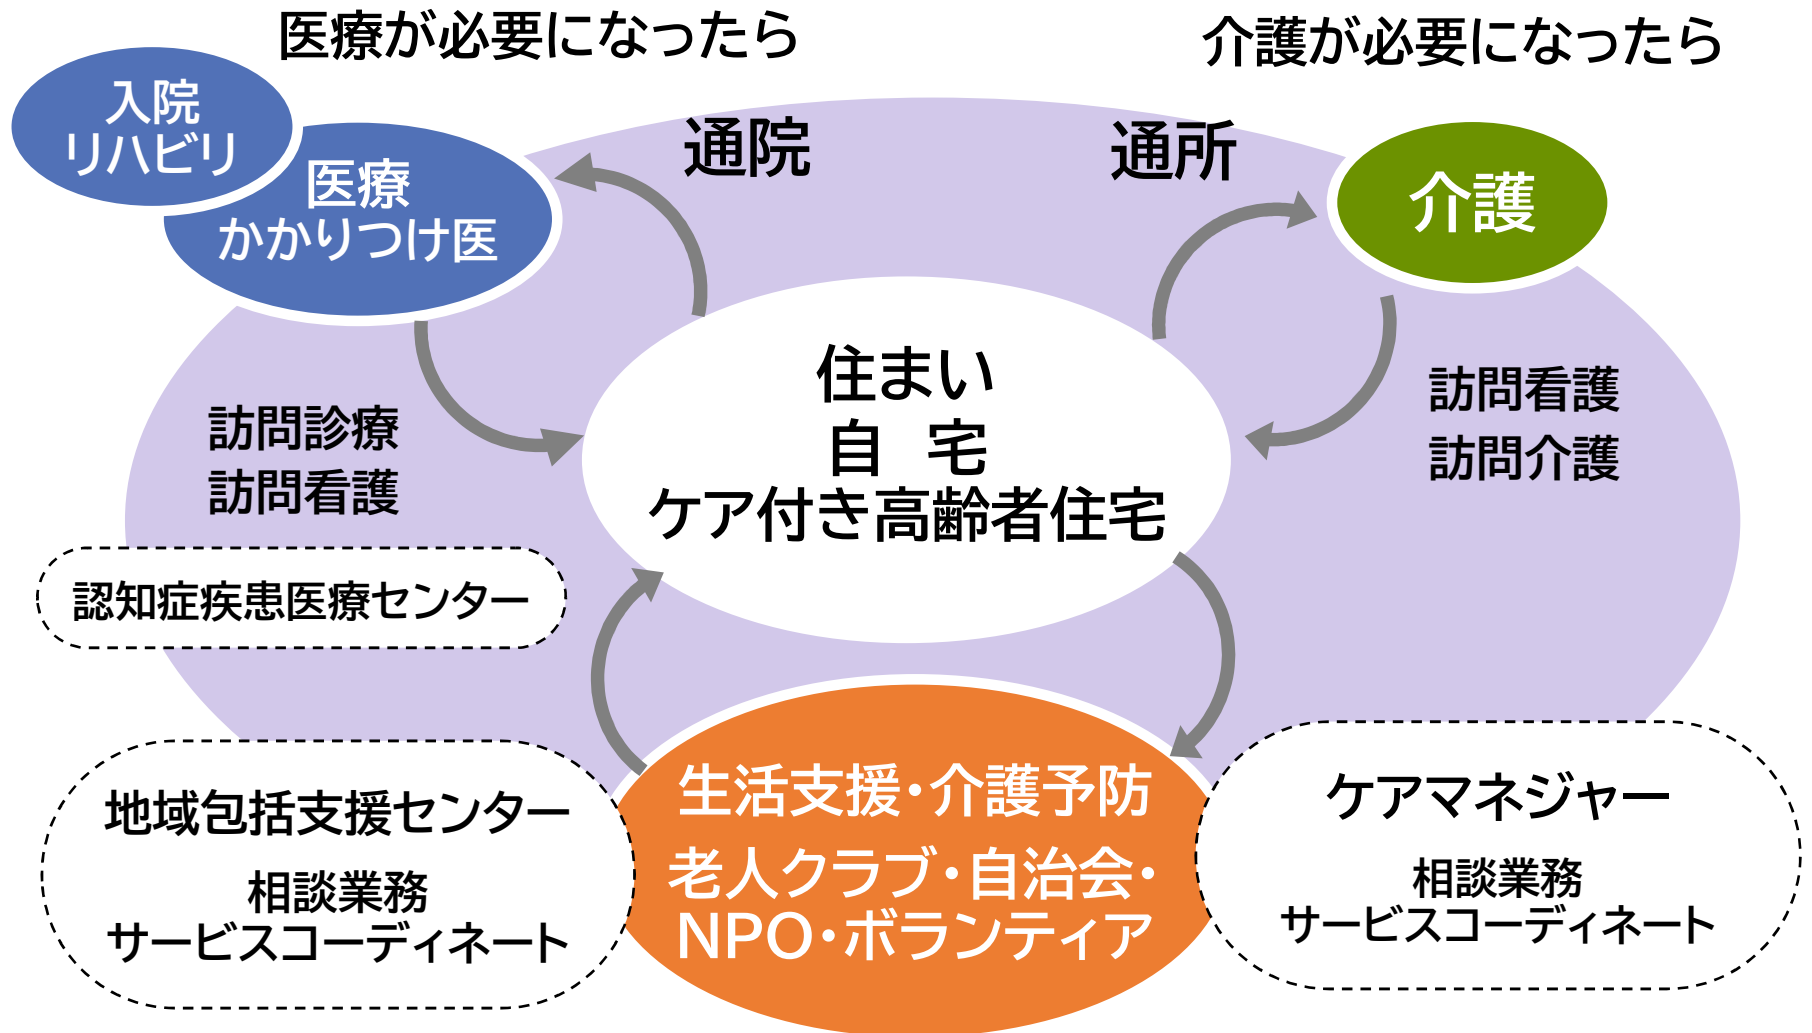 医療が必要になったら
介護が必要になったら
入院
リハビリ
医療
かかりつけ医
通院
通所
介護
住まい
自　宅
ケア付き高齢者住宅
訪問診療
訪問看護
訪問看護
訪問介護
認知症疾患医療センター
地域包括支援センター
相談業務
サービスコーディネート
生活支援・介護予防
老人クラブ・自治会・
NPO・ボランティア
ケアマネジャー
相談業務
サービスコーディネート